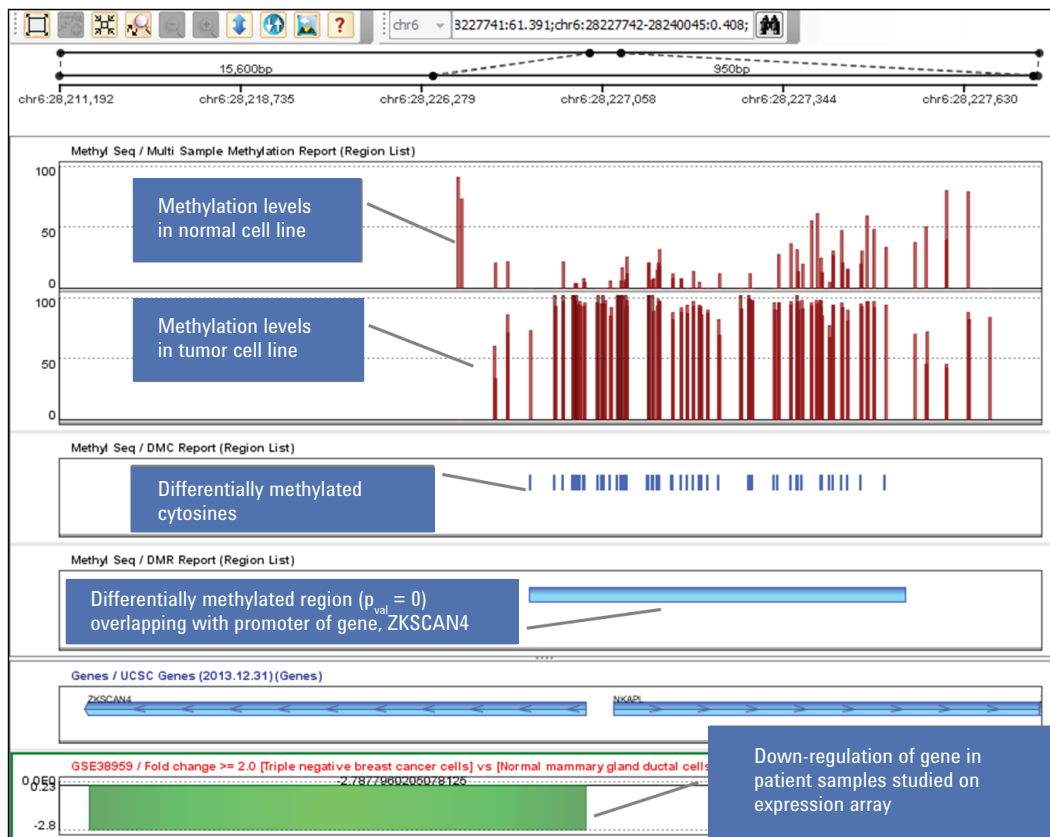 ?
chr6
3227741:61.391;chr6:28227742-28240045:0.408;
15,600bp
950bp
chr6:28,211,192
chr6:28,218,735
chr6:28,226,279
chr6:28,227,058
chr6:28,227,344
chr6:28,227,630
Methyl Seq / Multi Sample Methylation Report (Region List)
100
50
0
Methylation levels
in normal cell line
100
50
0
Methylation levels
in tumor cell line
Methyl Seq / DMC Report (Region List)
Differentially methylated
cytosines
Methyl Seq / DMR Report (Region List)
Differentially methylated region (pval = 0)
overlapping with promoter of gene, ZKSCAN4
Genes / UCSC Genes (2013.12.31)(Genes)
ZKSCAN4
NKAPL
GSE38959 / Fold change >= 2.0 [Triple negative breast cancer cells] vs [Normal mammary gland ductal cells
-2.7877960205078125
0.050
0.23
-2.8
Down-regulation of gene in
patient samples studied on
expression array